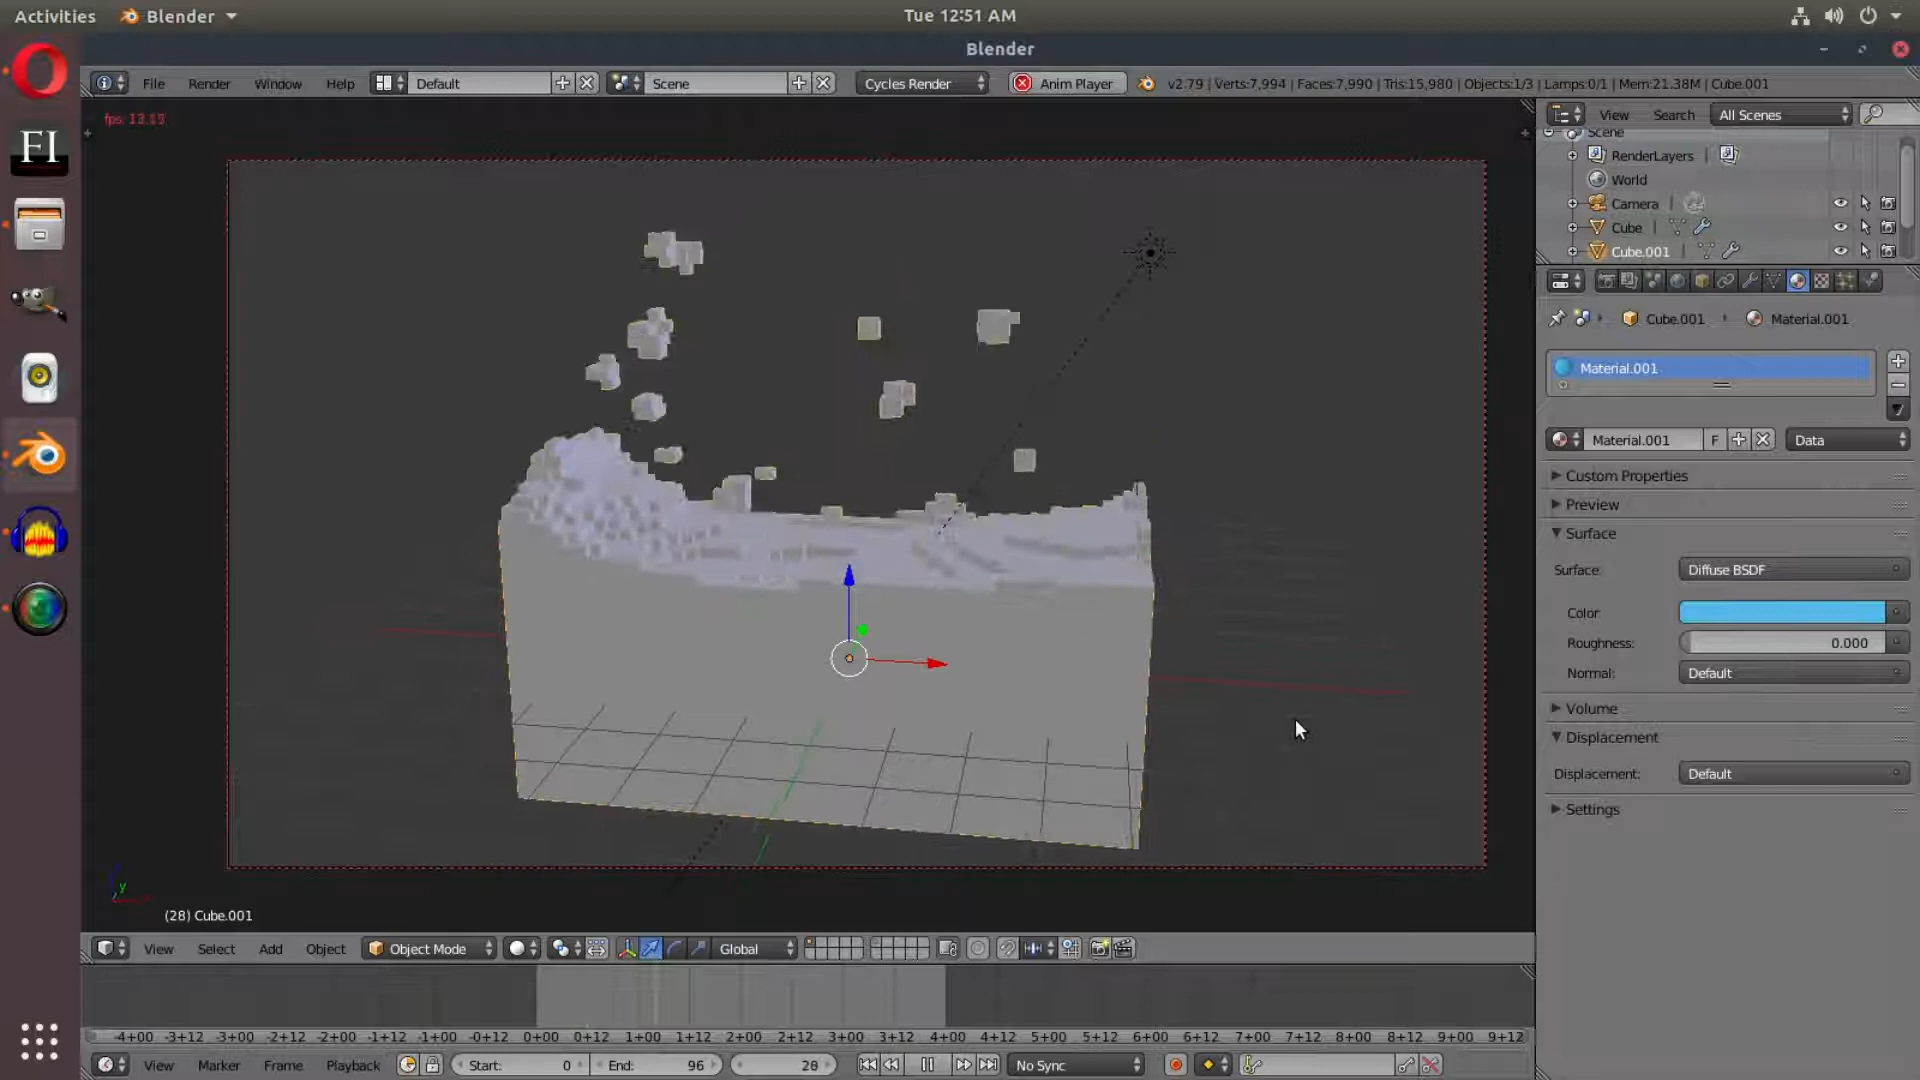 Activities Blender Tue 12:51 AM
Blender
File Render Window Help Default Scene Cycles Render Anim Player v2.79 | Verts:7,994 | Faces:7,990 | Tris:15,980 | Objects:1/3 | Lamps:0/1 | Mem:21.38M | Cube.001
View Search All Scenes
fps: 13.15
Scene
FI
RenderLayers
World
Camera
Cube
Cube.001
Cube.001 Material.001
Material.001
Material.001 F Data
Custom Properties
Preview
Surface
Surface: Diffuse BSDF
Color:
Roughness: 0.000
Normal: Default
Volume
Displacement
Displacement: Default
Settings
y
(28) Cube.001
View Select Add Object Object Mode Global
-4+00 -3+12 -3+00 -2+12 -2+00 -1+12 -1+00 -0+12 0+00 0+12 1+00 1+12 2+00 2+12 3+00 3+12 4+00 4+12 5+00 5+12 6+00 6+12 7+00 7+12 8+00 8+12 9+00 9+12
View Marker Frame Playback Start: 0 End: 96 28 No Sync